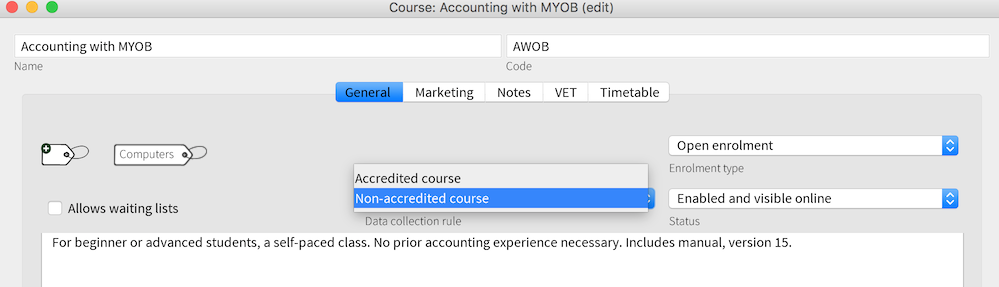 Course: Accounting with MYOB (edit)
Accounting with MYOB
AWOB
Name
Code
General
Marketing
Notes
VET
Timetable
Computers
Open enrolment
Enrolment type
Accredited course
Non-accredited course
Allows waiting lists
Enabled and visible online
Data collection rule
Status
For beginner or advanced students, a self-paced class. No prior accounting experience necessary. Includes manual, version 15.